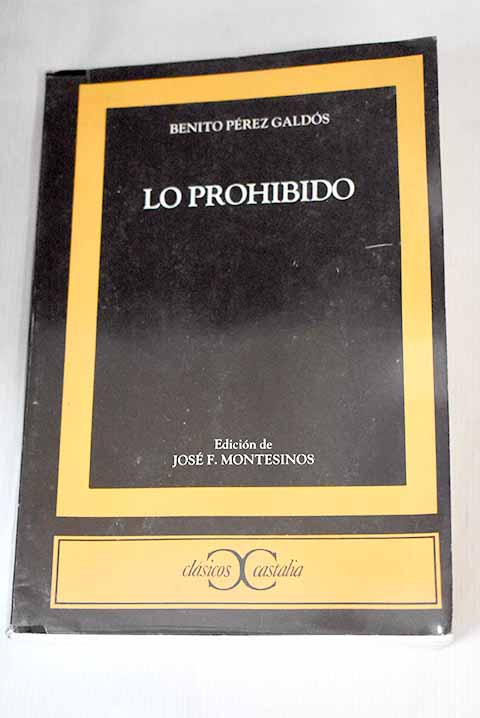 BENITO PÉREZ GALDÓS
LO PROHIBIDO
Edición de
JOSÉ F. MONTESINOS
clásicos castalia